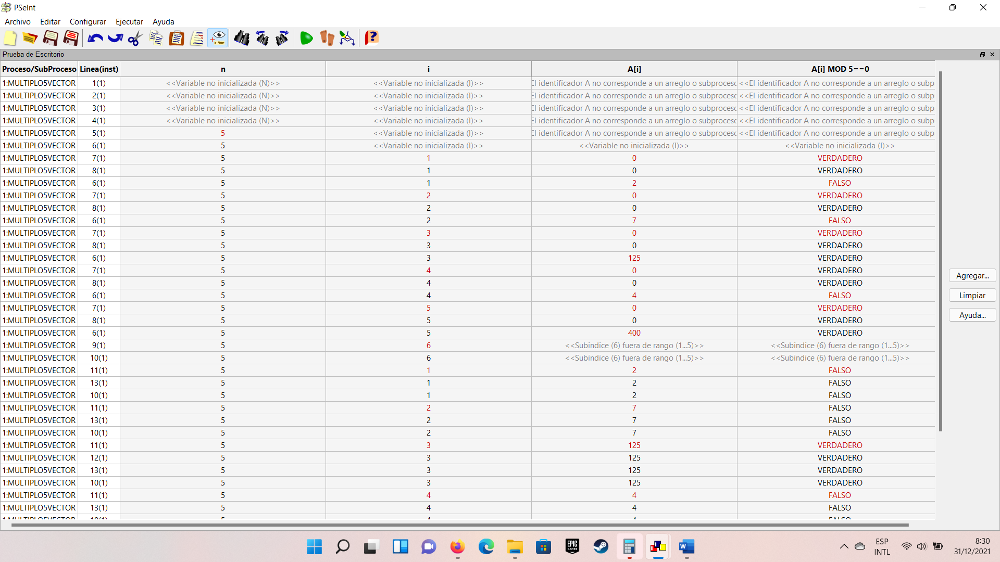 PSeInt
Archivo Editar Configurar Ejecutar Ayuda
Prueba de Escritorio
Proceso/SubProceso Linea(inst) n i A[i] A[i] MOD 5==0
1:MULTIPLO5VECTOR 1(1) <<Variable no inicializada (N)>> <<Variable no inicializada (I)>> El identificador A no corresponde a un arreglo o subproceso <<El identificador A no corresponde a un arreglo o subp
1:MULTIPLO5VECTOR 2(1) <<Variable no inicializada (N)>> <<Variable no inicializada (I)>> El identificador A no corresponde a un arreglo o subproceso <<El identificador A no corresponde a un arreglo o subp
1:MULTIPLO5VECTOR 3(1) <<Variable no inicializada (N)>> <<Variable no inicializada (I)>> El identificador A no corresponde a un arreglo o subproceso <<El identificador A no corresponde a un arreglo o subp
1:MULTIPLO5VECTOR 4(1) <<Variable no inicializada (N)>> <<Variable no inicializada (I)>> El identificador A no corresponde a un arreglo o subproceso <<El identificador A no corresponde a un arreglo o subp
1:MULTIPLO5VECTOR 5(1) 5 <<Variable no inicializada (I)>> El identificador A no corresponde a un arreglo o subproceso <<El identificador A no corresponde a un arreglo o subp
1:MULTIPLO5VECTOR 6(1) 5 <<Variable no inicializada (I)>> <<Variable no inicializada (I)>> <<Variable no inicializada (I)>>
1:MULTIPLO5VECTOR 7(1) 5 1 0 VERDADERO
1:MULTIPLO5VECTOR 8(1) 5 1 0 VERDADERO
1:MULTIPLO5VECTOR 6(1) 5 1 2 FALSO
1:MULTIPLO5VECTOR 7(1) 5 2 0 VERDADERO
1:MULTIPLO5VECTOR 8(1) 5 2 0 VERDADERO
1:MULTIPLO5VECTOR 6(1) 5 2 7 FALSO
1:MULTIPLO5VECTOR 7(1) 5 3 0 VERDADERO
1:MULTIPLO5VECTOR 8(1) 5 3 0 VERDADERO
1:MULTIPLO5VECTOR 6(1) 5 3 125 VERDADERO
1:MULTIPLO5VECTOR 7(1) 5 4 0 VERDADERO
1:MULTIPLO5VECTOR 8(1) 5 4 0 VERDADERO
1:MULTIPLO5VECTOR 6(1) 5 4 4 FALSO
1:MULTIPLO5VECTOR 7(1) 5 5 0 VERDADERO
1:MULTIPLO5VECTOR 8(1) 5 5 0 VERDADERO
1:MULTIPLO5VECTOR 6(1) 5 5 400 VERDADERO
1:MULTIPLO5VECTOR 9(1) 5 6 <<Subindice (6) fuera de rango (1...5)>> <<Subindice (6) fuera de rango (1...5)>>
1:MULTIPLO5VECTOR 10(1) 5 6 <<Subindice (6) fuera de rango (1...5)>> <<Subindice (6) fuera de rango (1...5)>>
1:MULTIPLO5VECTOR 11(1) 5 1 2 FALSO
1:MULTIPLO5VECTOR 13(1) 5 1 2 FALSO
1:MULTIPLO5VECTOR 10(1) 5 1 2 FALSO
1:MULTIPLO5VECTOR 11(1) 5 2 7 FALSO
1:MULTIPLO5VECTOR 13(1) 5 2 7 FALSO
1:MULTIPLO5VECTOR 10(1) 5 2 7 FALSO
1:MULTIPLO5VECTOR 11(1) 5 3 125 VERDADERO
1:MULTIPLO5VECTOR 12(1) 5 3 125 VERDADERO
1:MULTIPLO5VECTOR 13(1) 5 3 125 VERDADERO
1:MULTIPLO5VECTOR 10(1) 5 3 125 VERDADERO
1:MULTIPLO5VECTOR 11(1) 5 4 4 FALSO
1:MULTIPLO5VECTOR 13(1) 5 4 4 FALSO
1:MULTIPLO5VECTOR 10(1) 5 4 4 FALSO
Agregar...
Limpiar
Ayuda...
EPIC GAMES
ESP
INTL
8:30
31/12/2021